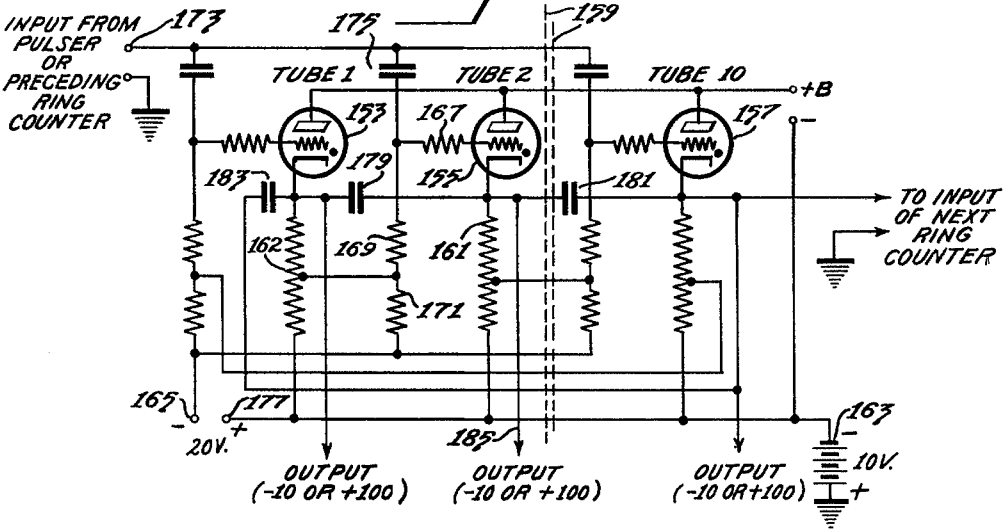 INPUT FROM
PULSER
OR
PRECEDING
RING
COUNTER
173
175
159
TUBE 1
TUBE 2
TUBE 10
+B
-
153
167
157
155
183
179
181
TO INPUT
OF NEXT
RING
COUNTER
162
169
161
171
165
177
- +
20V.
185
163
-
10V.
+
OUTPUT
(-10 OR +100)
OUTPUT
(-10 OR +100)
OUTPUT
(-10 OR +100)